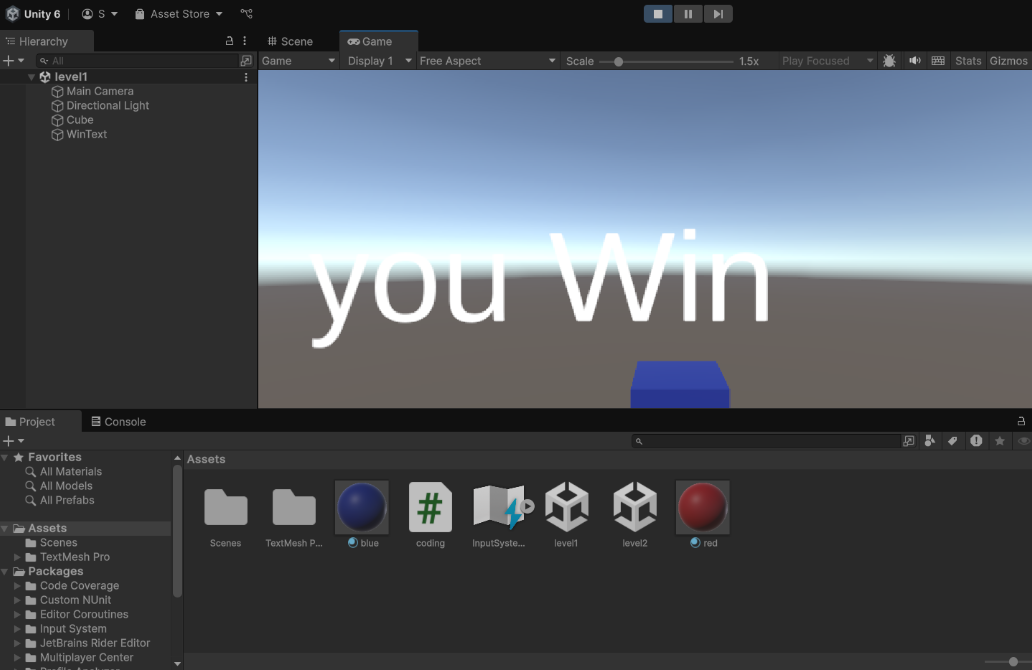 Unity 6 S Asset Store
Hierarchy
Scene Game
All
Game Display 1 Free Aspect Scale 1.5x Play Focused Stats Gizmos
level1
Main Camera
Directional Light
Cube
WinText
you Win
Project Console
Favorites
All Materials
All Models
All Prefabs
Assets
Scenes
TextMesh Pro
Packages
Code Coverage
Custom NUnit
Editor Coroutines
Input System
JetBrains Rider Editor
Multiplayer Center
Assets
#
Scenes TextMesh P... blue coding InputSyste... level1 level2 red